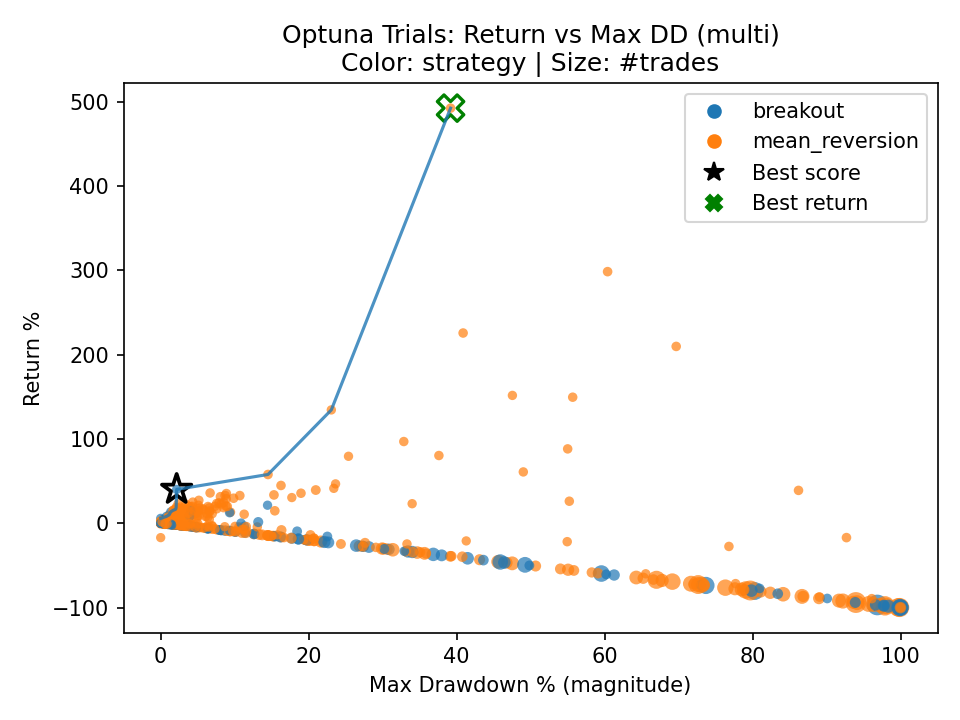 Optuna Trials: Return vs Max DD (multi)
Color: strategy | Size: #trades
breakout
mean_reversion
Best score
Best return
Return %
500
400
300
200
100
0
−100
0
20
40
60
80
100
Max Drawdown % (magnitude)